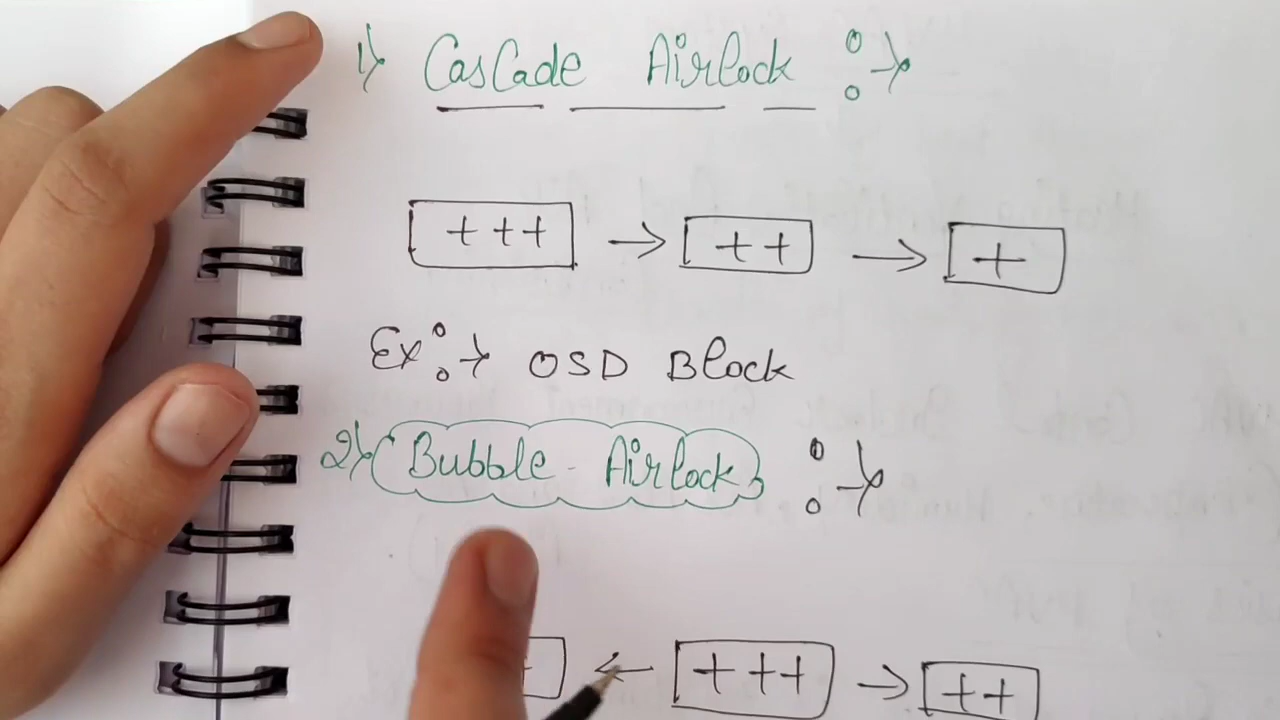 1) Cascade Airlock :→
+++ → ++ → +
Ex :→ OSD Block
2) Bubble - Airlock :→
+ ← +++ → ++